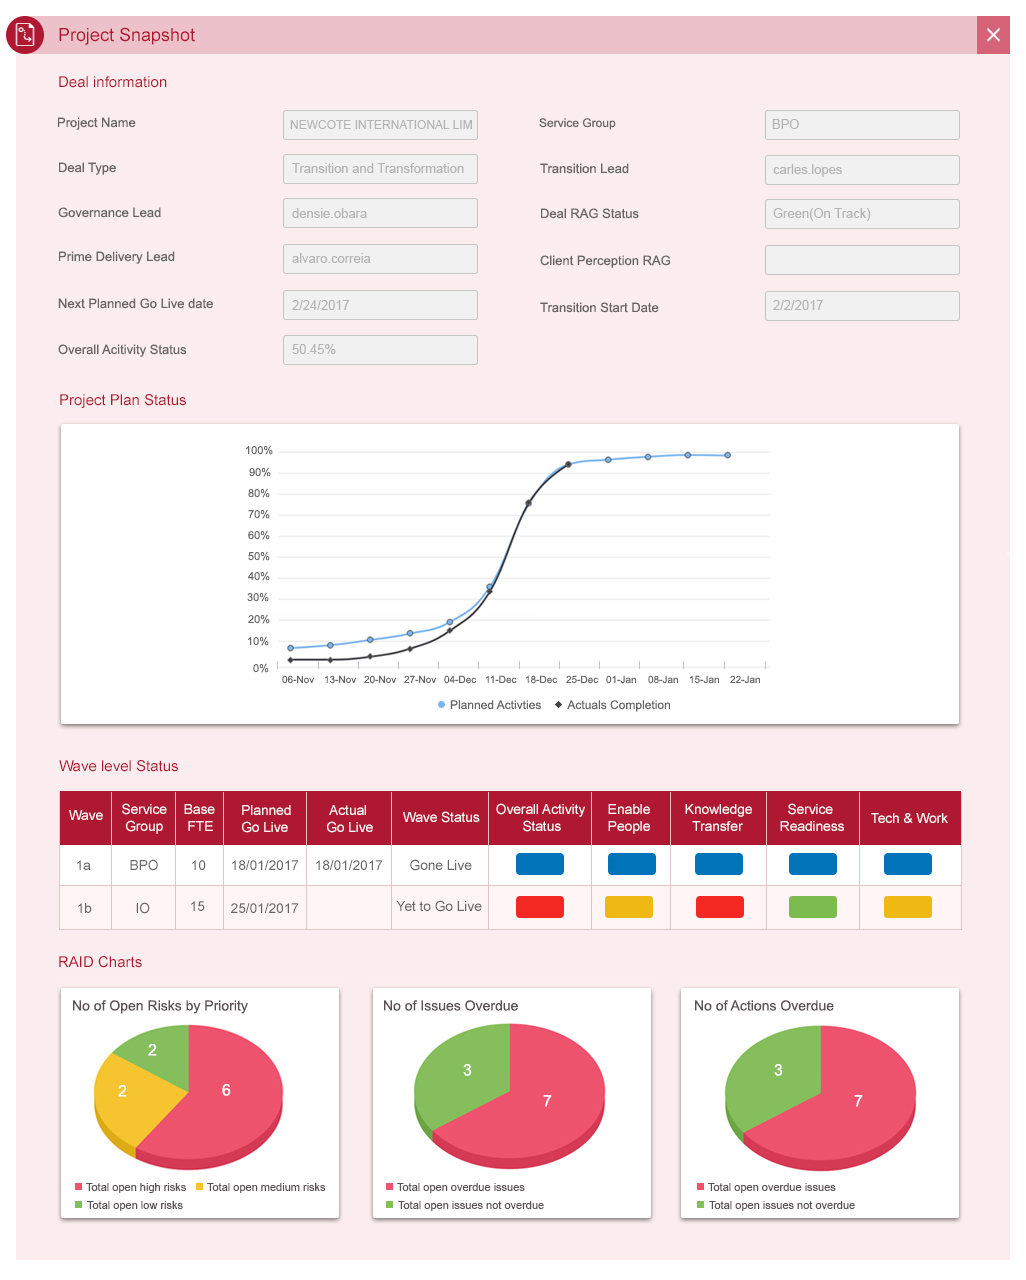 Project Snapshot
Deal information
Project Name NEWCOTE INTERNATIONAL LIM Service Group BPO
Deal Type Transition and Transformation Transition Lead carles.lopes
Governance Lead densie.obara Deal RAG Status Green(On Track)
Prime Delivery Lead alvaro.correia Client Perception RAG
Next Planned Go Live date 2/24/2017 Transition Start Date 2/2/2017
Overall Acitivity Status 50.45%
Project Plan Status
100%
90%
80%
70%
60%
50%
40%
30%
20%
10%
0%
06-Nov 13-Nov 20-Nov 27-Nov 04-Dec 11-Dec 18-Dec 25-Dec 01-Jan 08-Jan 15-Jan 22-Jan
Planned Activties Actuals Completion
Wave level Status
Wave Service Group Base FTE Planned Go Live Actual Go Live Wave Status Overall Activity Status Enable People Knowledge Transfer Service Readiness Tech & Work
1a BPO 10 18/01/2017 18/01/2017 Gone Live
1b IO 15 25/01/2017 Yet to Go Live
RAID Charts
No of Open Risks by Priority
2
2
6
Total open high risks Total open medium risks
Total open low risks
No of Issues Overdue
3
7
Total open overdue issues
Total open issues not overdue
No of Actions Overdue
3
7
Total open overdue issues
Total open issues not overdue